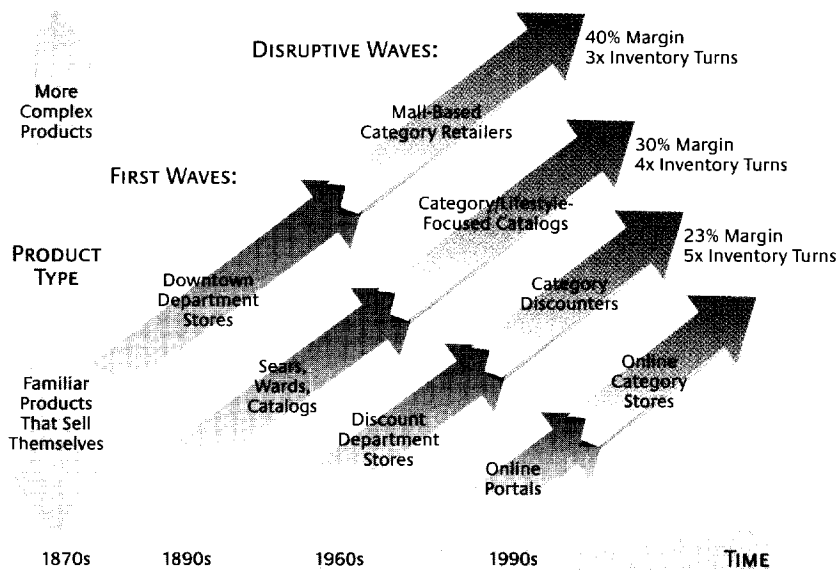 DISRUPTIVE WAVES:
40% Margin
3x Inventory Turns
More
Complex
Products
Mall-Based
Category Retailers
30% Margin
4x Inventory Turns
FIRST WAVES:
Category/Lifestyle-
Focused Catalogs
23% Margin
5x Inventory Turns
PRODUCT
TYPE
Downtown
Department
Stores
Category
Discounters
Sears,
Wards,
Catalogs
Online
Category
Stores
Familiar
Products
That Sell
Themselves
Discount
Department
Stores
Online
Portals
1870s
1890s
1960s
1990s
TIME